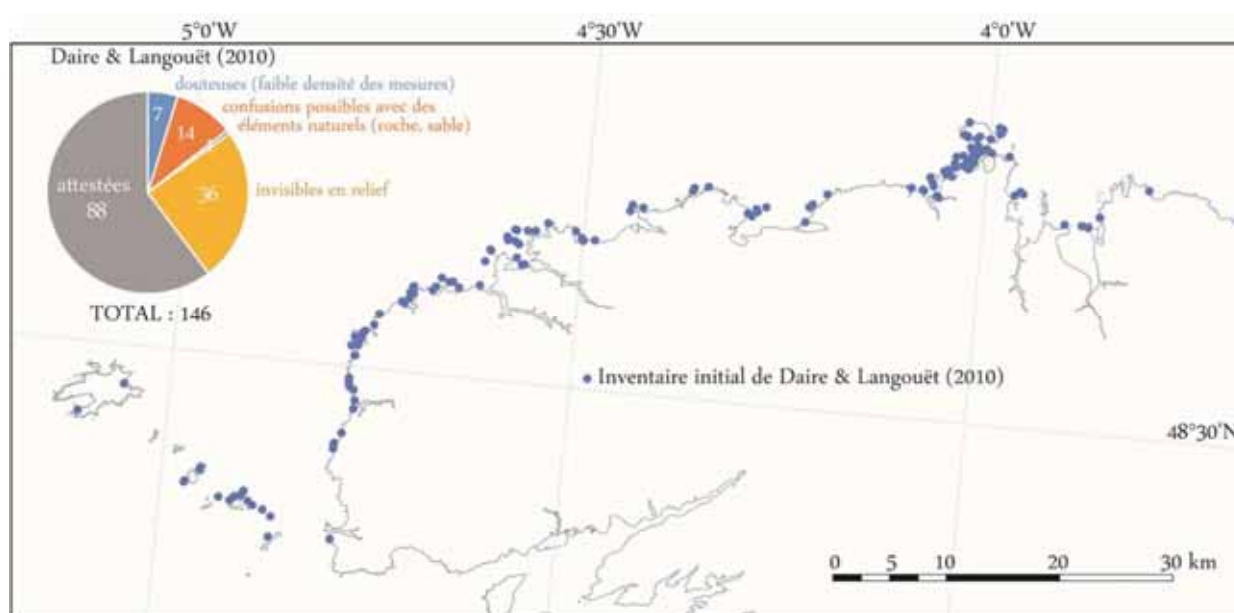 5°0'W
4°30'W
4°0'W
Daire & Langouët (2010)
douteuses (faible densité des mesures)
7
confusions possibles avec des
éléments naturels (roche, sable)
14
36
invisibles en relief
attestées
88
TOTAL : 146
Inventaire initial de Daire & Langouët (2010)
48°30'N
0 5 10 20 30 km